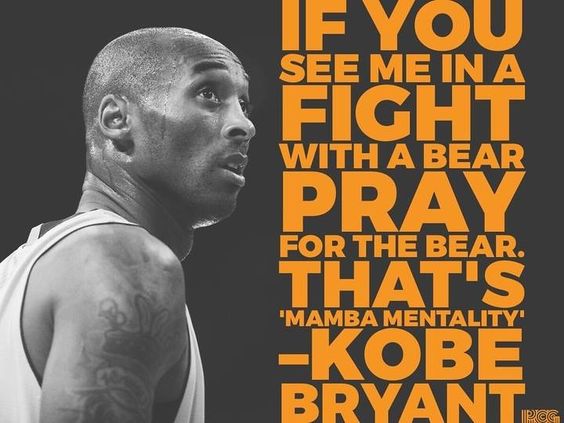 IF YOU
SEE ME IN A
FIGHT
WITH A BEAR
PRAY
FOR THE BEAR.
THAT'S
'MAMBA MENTALITY'
–KOBE
BRYANT